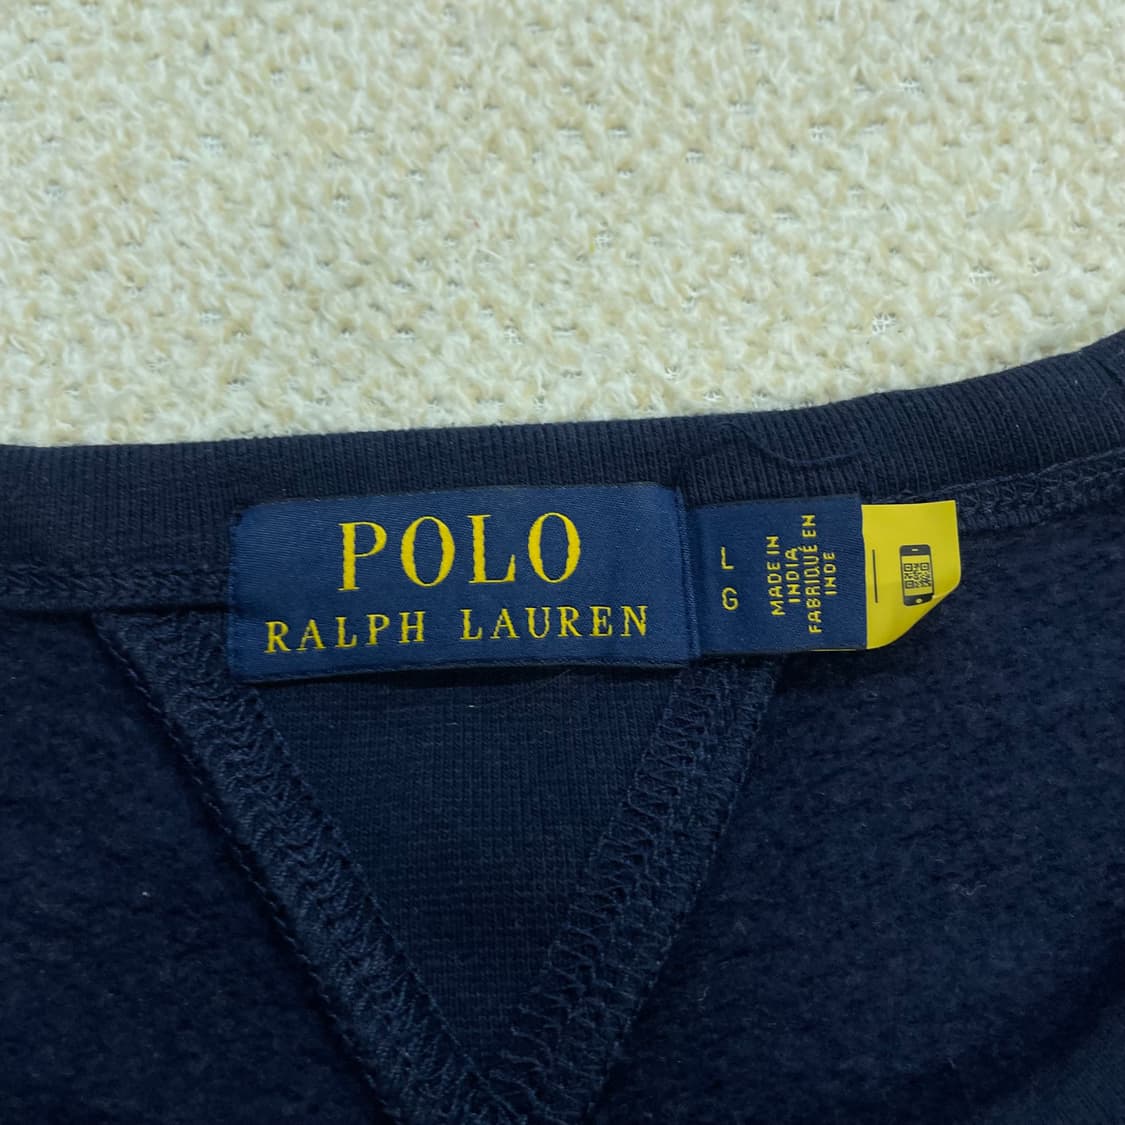 POLO
RALPH LAUREN
L
G
MADE IN
INDIA
FABRIQUÉ EN
INDE